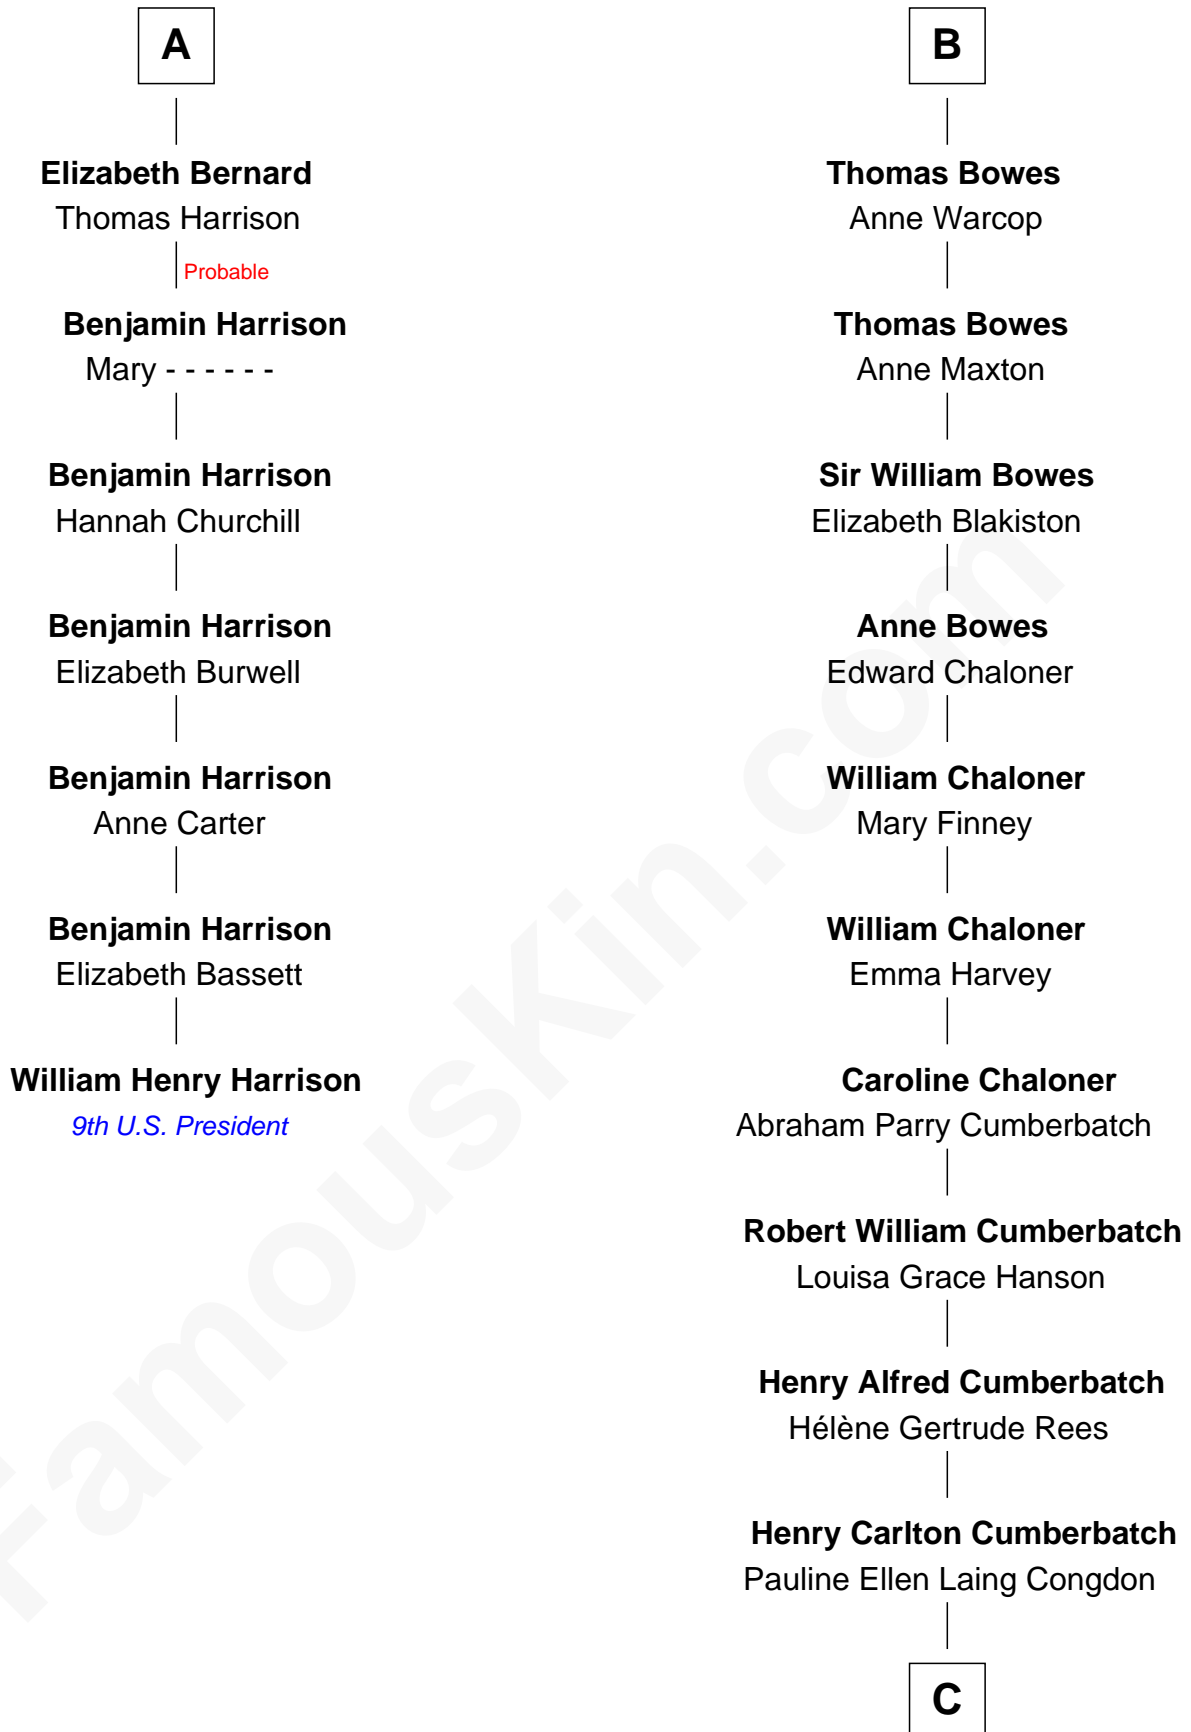 A
Elizabeth Bernard
Thomas Harrison
Probable
Benjamin Harrison
Mary - - - - - -
Benjamin Harrison
Hannah Churchill
Benjamin Harrison
Elizabeth Burwell
Benjamin Harrison
Anne Carter
Benjamin Harrison
Elizabeth Bassett
William Henry Harrison
9th U.S. President
B
Thomas Bowes
Anne Warcop
Thomas Bowes
Anne Maxton
Sir William Bowes
Elizabeth Blakiston
Anne Bowes
Edward Chaloner
William Chaloner
Mary Finney
William Chaloner
Emma Harvey
Caroline Chaloner
Abraham Parry Cumberbatch
Robert William Cumberbatch
Louisa Grace Hanson
Henry Alfred Cumberbatch
Hélène Gertrude Rees
Henry Carlton Cumberbatch
Pauline Ellen Laing Congdon
C
FamousKin.com